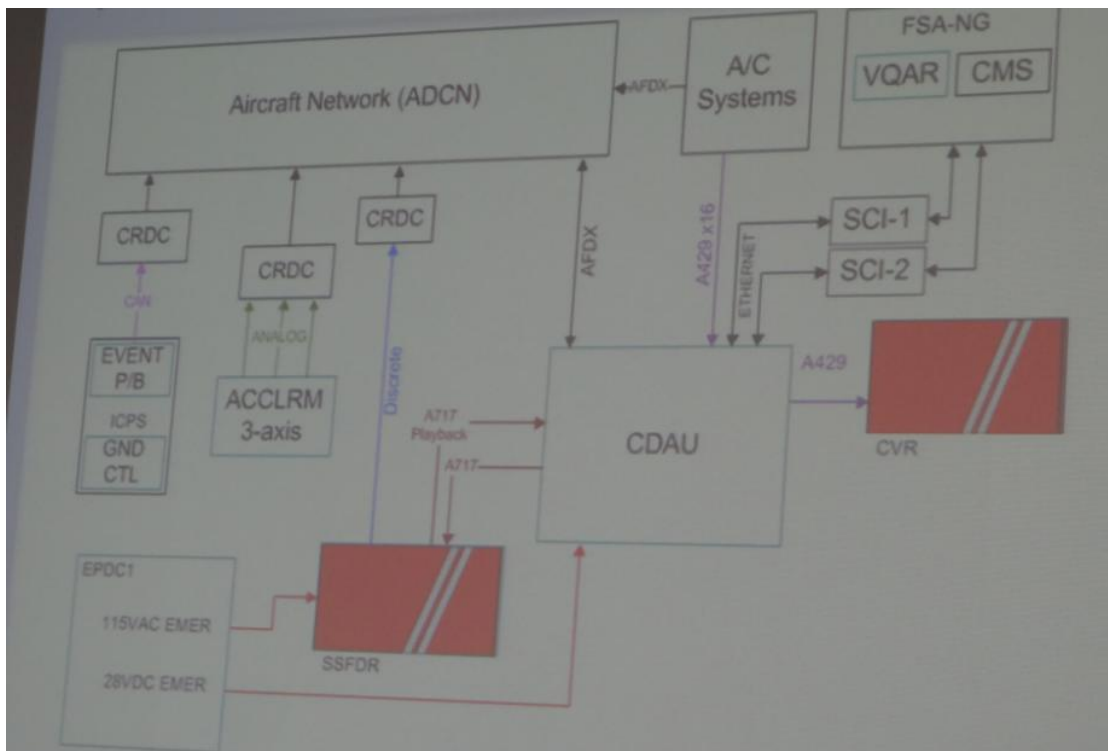 FSA-NG
VQAR
CMS
Aircraft Network (ADCN)
AFDX
A/C
Systems
CRDC
CRDC
CRDC
SCI-1
SCI-2
CAN
ANALOG
Discrete
AFDX
A429 x16
ETHERNET
EVENT
P/B
ICPS
GND
CTL
ACCLRM
3-axis
A717
Playback
A717
CDAU
A429
CVR
EPDC1
115VAC EMER
28VDC EMER
SSFDR